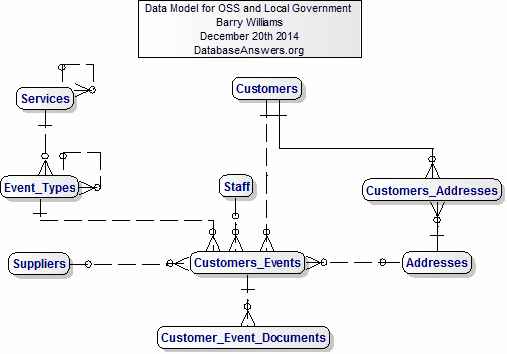 Data Model for OSS and Local Government
Barry Williams
December 20th 2014
DatabaseAnswers.org
Services
Customers
Event_Types
Staff
Customers_Addresses
Suppliers
Customers_Events
Addresses
Customer_Event_Documents